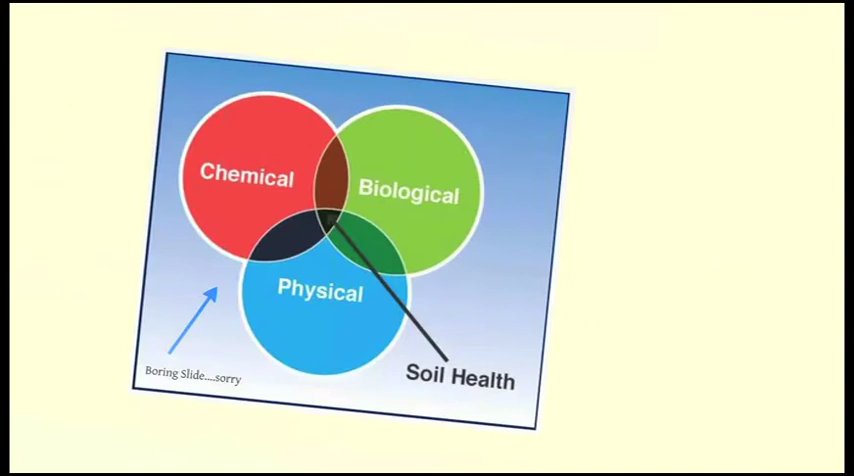 Chemical
Biological
Physical
Soil Health
Boring Slide....sorry